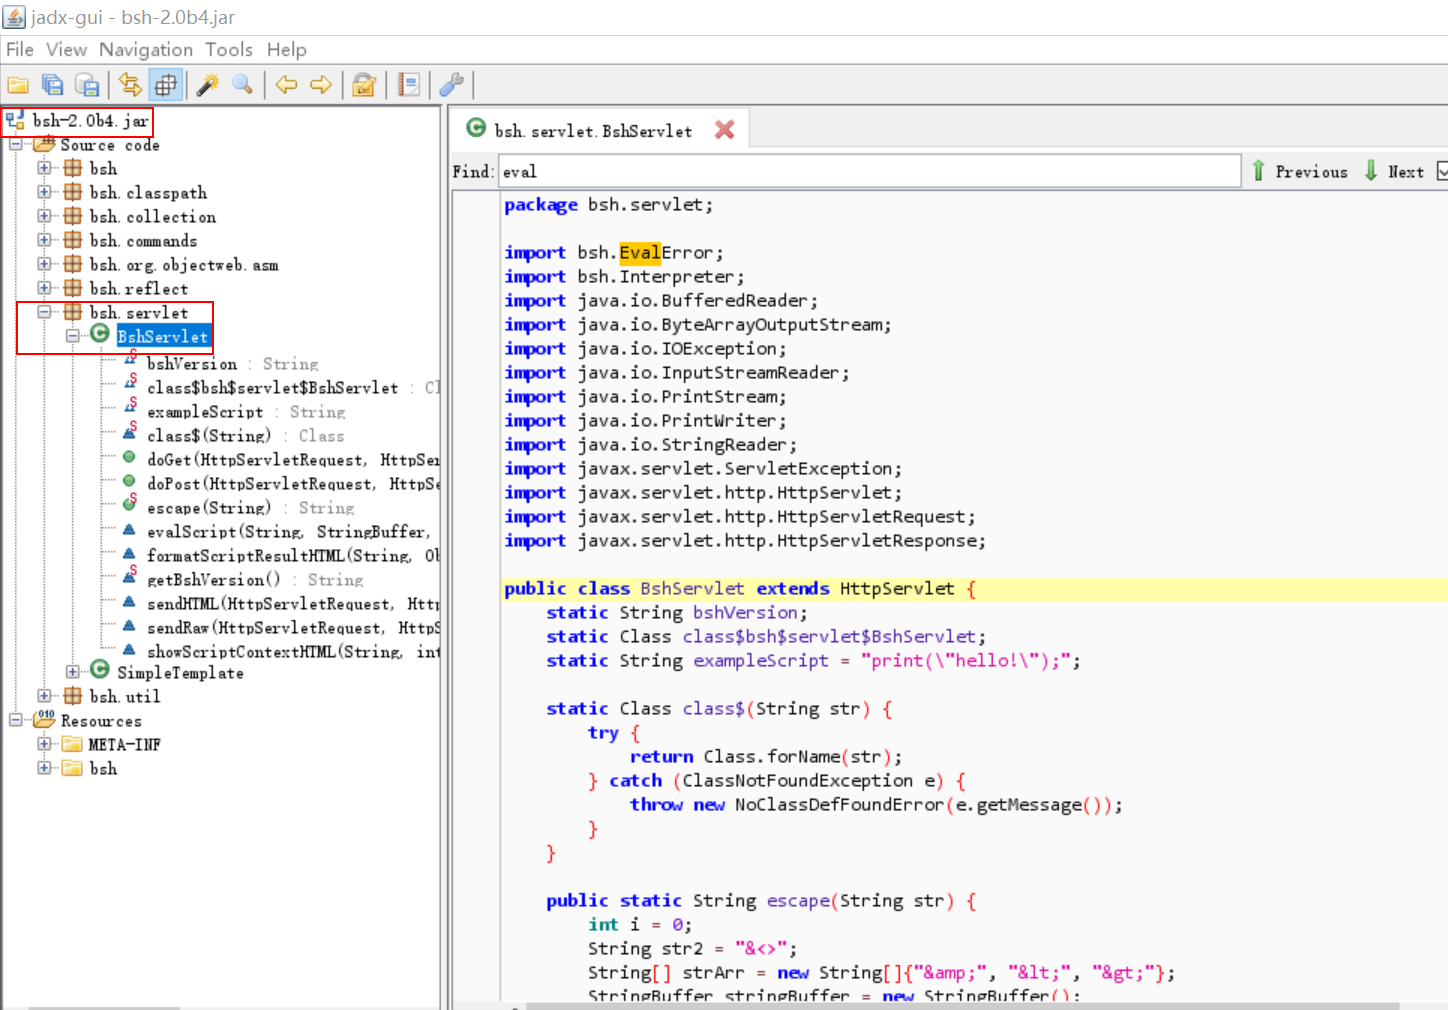 jadx-gui - bsh-2.0b4.jar
File View Navigation Tools Help
bsh-2.0b4.jar
Source code
bsh
bsh.classpath
bsh.collection
bsh.commands
bsh.org.objectweb.asm
bsh.reflect
bsh.servlet
BshServlet
bshVersion : String
class$bsh$servlet$BshServlet : Cl
exampleScript : String
class$(String) : Class
doGet(HttpServletRequest, HttpSer
doPost(HttpServletRequest, HttpSe
escape(String) : String
evalScript(String, StringBuffer,
formatScriptResultHTML(String, Ob
getBshVersion() : String
sendHTML(HttpServletRequest, Http
sendRaw(HttpServletRequest, HttpS
showScriptContextHTML(String, int
SimpleTemplate
bsh.util
Resources
META-INF
bsh
bsh.servlet.BshServlet
Find: eval Previous Next
package bsh.servlet;
import bsh.EvalError;
import bsh.Interpreter;
import java.io.BufferedReader;
import java.io.ByteArrayOutputStream;
import java.io.IOException;
import java.io.InputStreamReader;
import java.io.PrintStream;
import java.io.PrintWriter;
import java.io.StringReader;
import javax.servlet.ServletException;
import javax.servlet.http.HttpServlet;
import javax.servlet.http.HttpServletRequest;
import javax.servlet.http.HttpServletResponse;
public class BshServlet extends HttpServlet {
static String bshVersion;
static Class class$bsh$servlet$BshServlet;
static String exampleScript = "print(\"hello!\");";
static Class class$(String str) {
try {
return Class.forName(str);
} catch (ClassNotFoundException e) {
throw new NoClassDefFoundError(e.getMessage());
}
}
public static String escape(String str) {
int i = 0;
String str2 = "&<>";
String[] strArr = new String[]{"&amp;", "&lt;", "&gt;"};
StringBuffer stringBuffer = new StringBuffer();